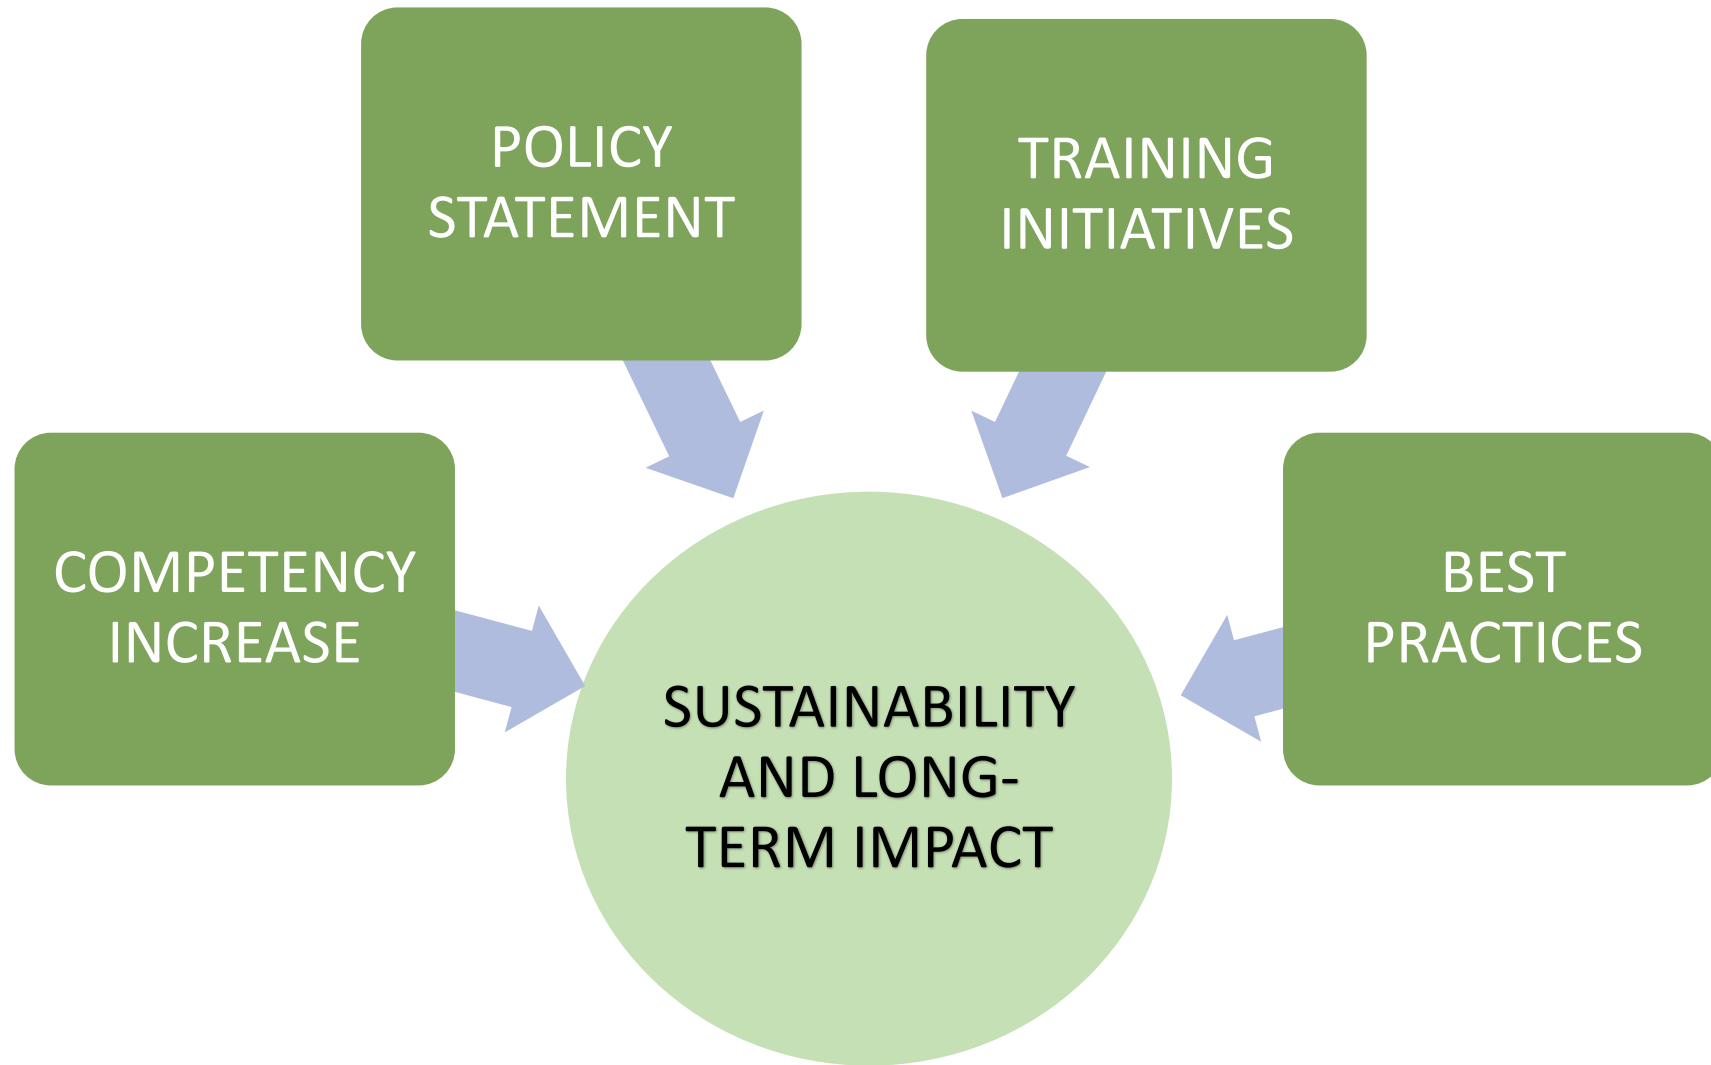 POLICY
STATEMENT
TRAINING
INITIATIVES
COMPETENCY
INCREASE
BEST
PRACTICES
SUSTAINABILITY
AND LONG-
TERM IMPACT